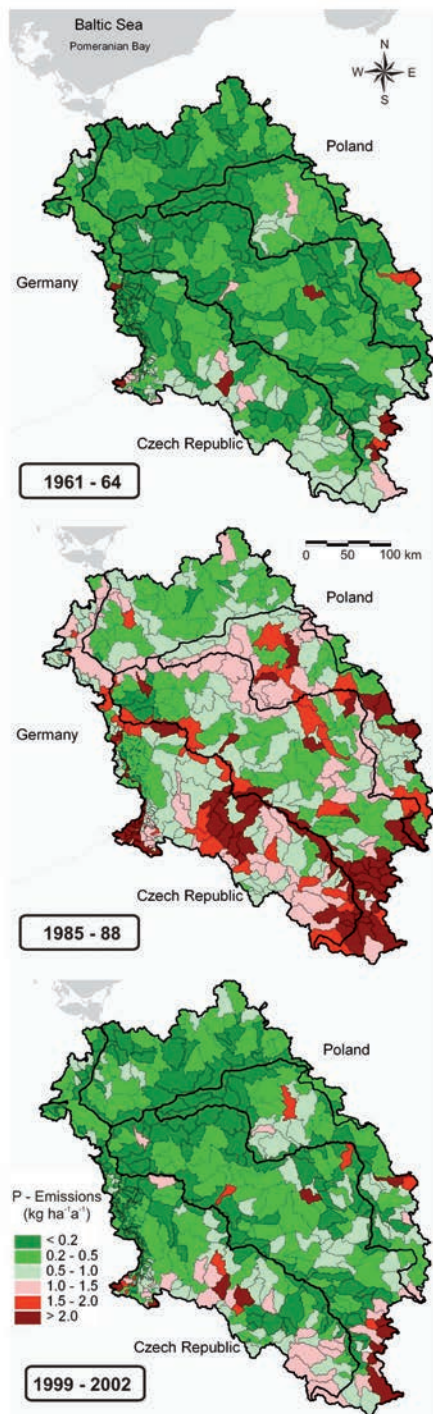 Baltic Sea
Pomeranian Bay
N
W E
S
Poland
Germany
Czech Republic
1961 - 64
0 50 100 km
Poland
Germany
Czech Republic
1985 - 88
Poland
P - Emissions
(kg ha⁻¹a⁻¹)
< 0.2
0.2 - 0.5
0.5 - 1.0
1.0 - 1.5
1.5 - 2.0
> 2.0
Czech Republic
1999 - 2002